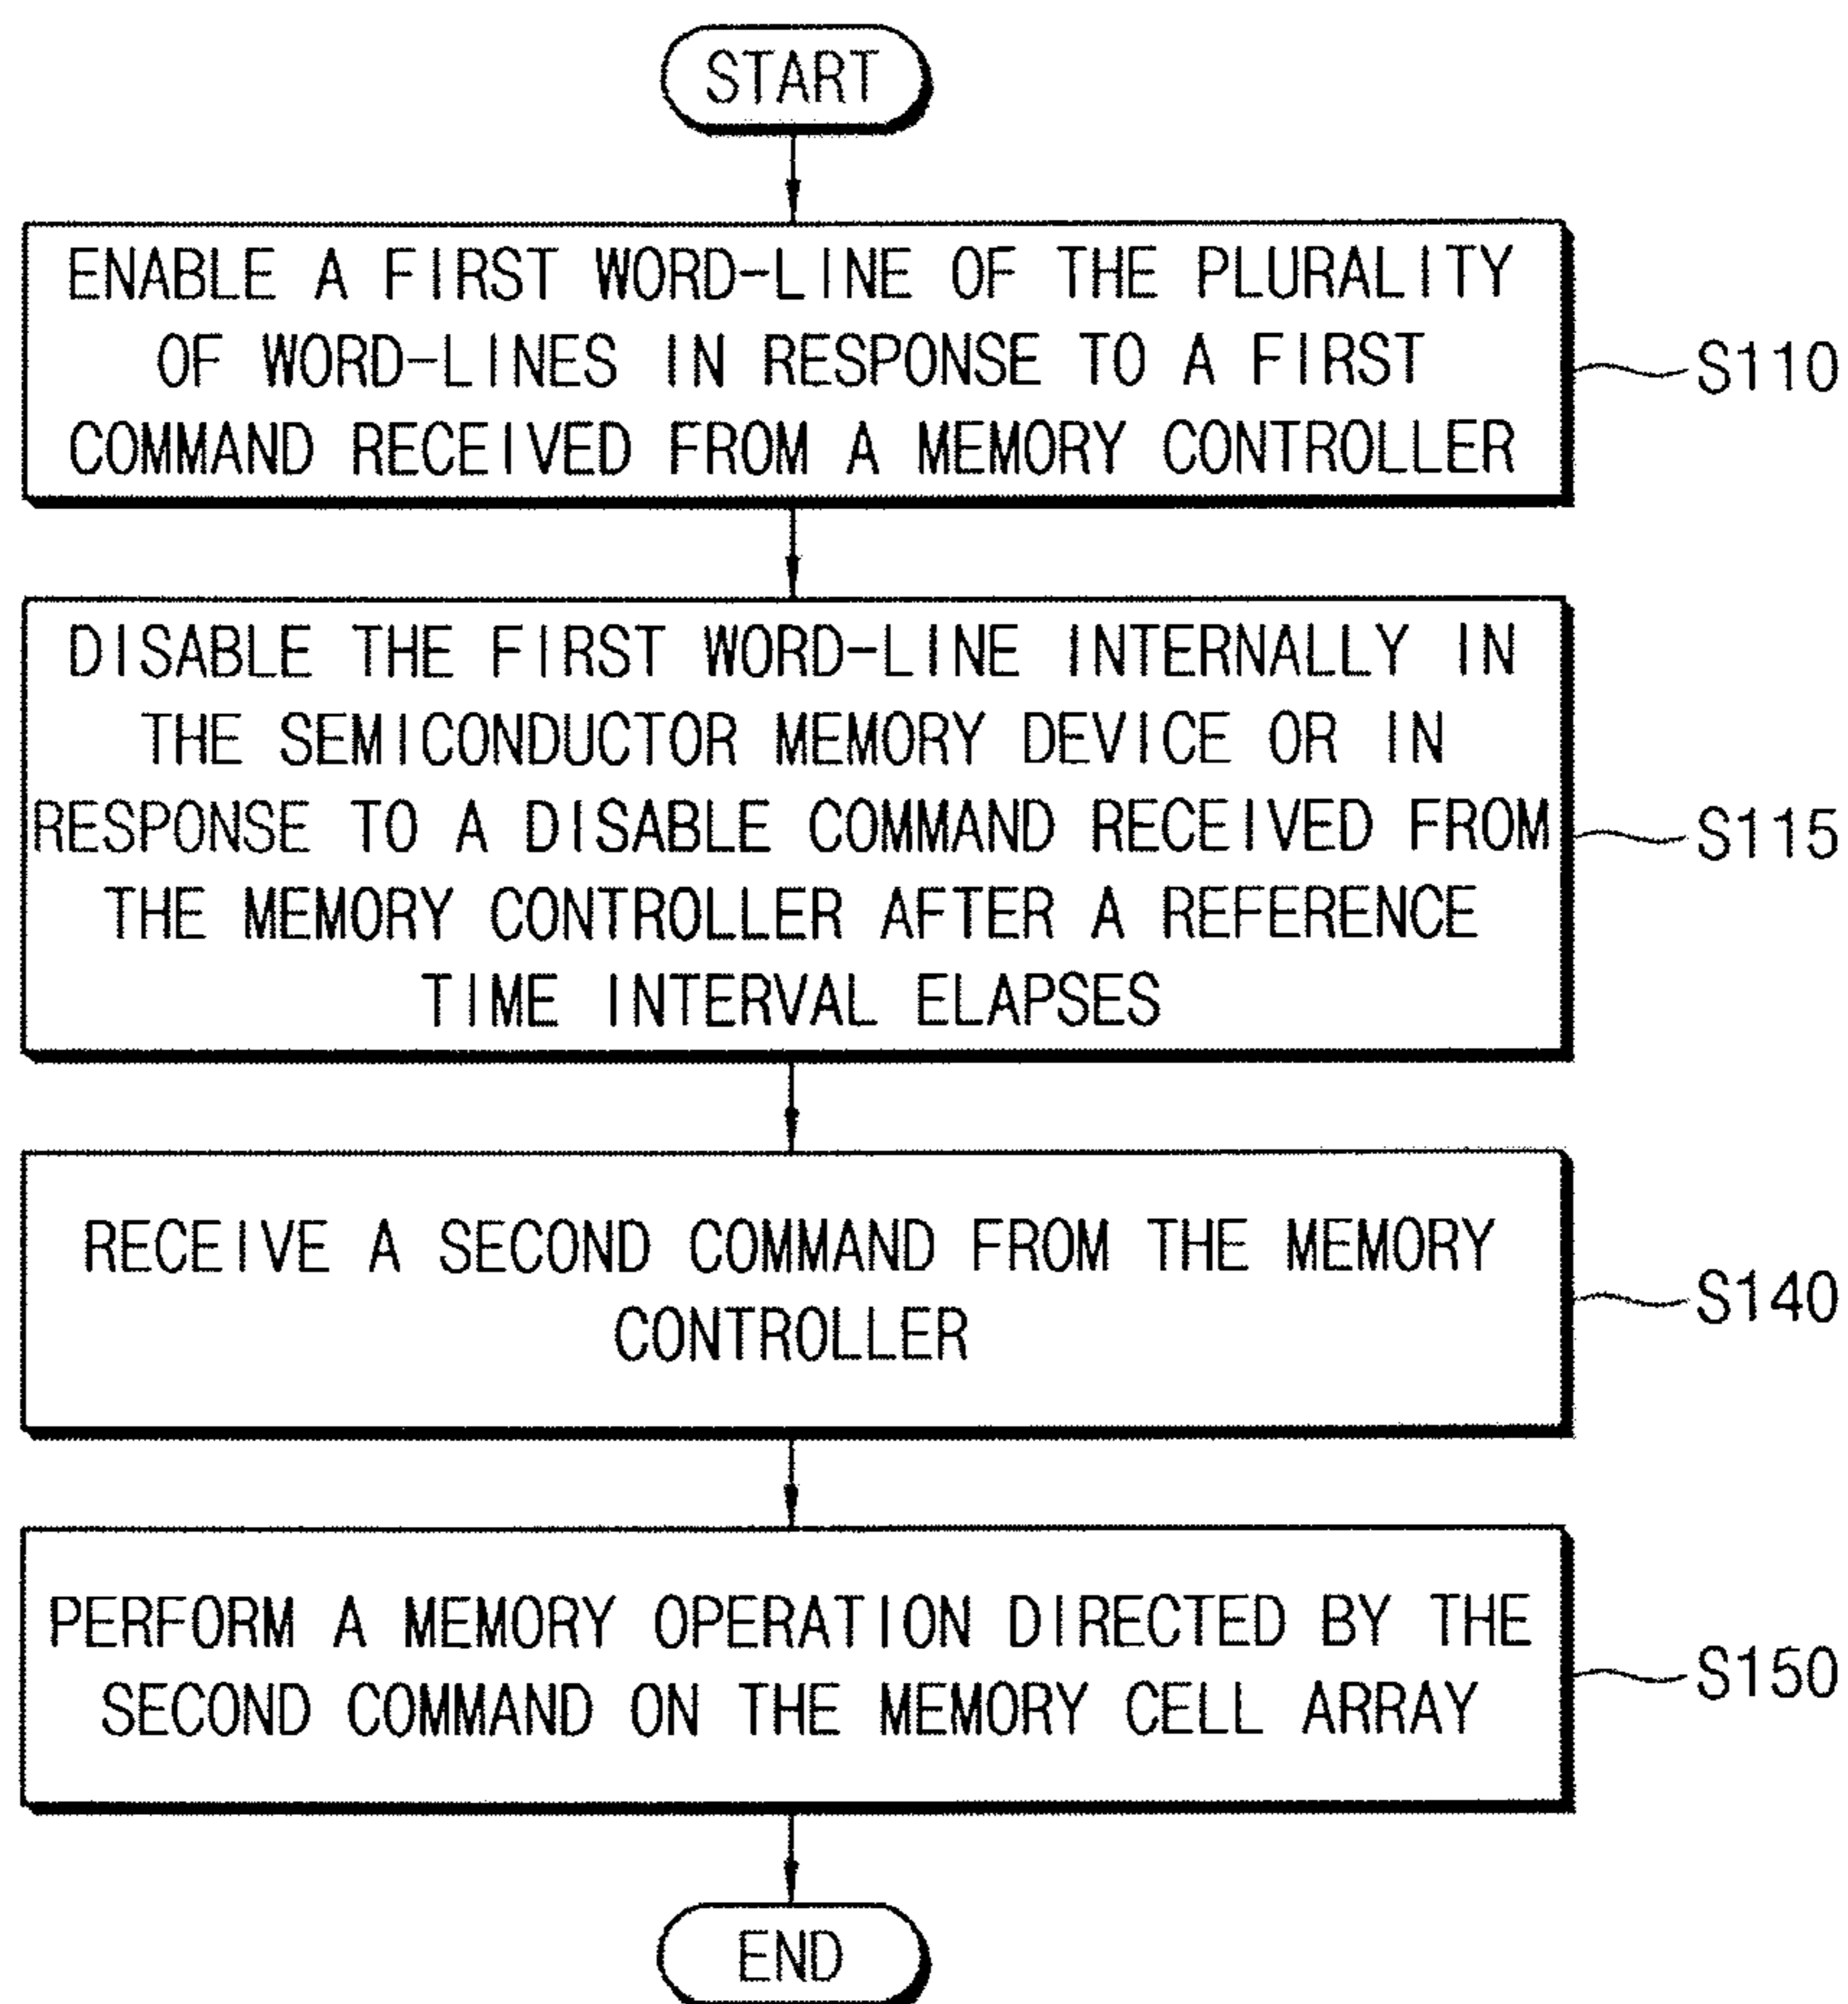 START
ENABLE A FIRST WORD-LINE OF THE PLURALITY
OF WORD-LINES IN RESPONSE TO A FIRST
COMMAND RECEIVED FROM A MEMORY CONTROLLER
S110
DISABLE THE FIRST WORD-LINE INTERNALLY IN
THE SEMICONDUCTOR MEMORY DEVICE OR IN
RESPONSE TO A DISABLE COMMAND RECEIVED FROM
THE MEMORY CONTROLLER AFTER A REFERENCE
TIME INTERVAL ELAPSES
S115
RECEIVE A SECOND COMMAND FROM THE MEMORY
CONTROLLER
S140
PERFORM A MEMORY OPERATION DIRECTED BY THE
SECOND COMMAND ON THE MEMORY CELL ARRAY
S150
END